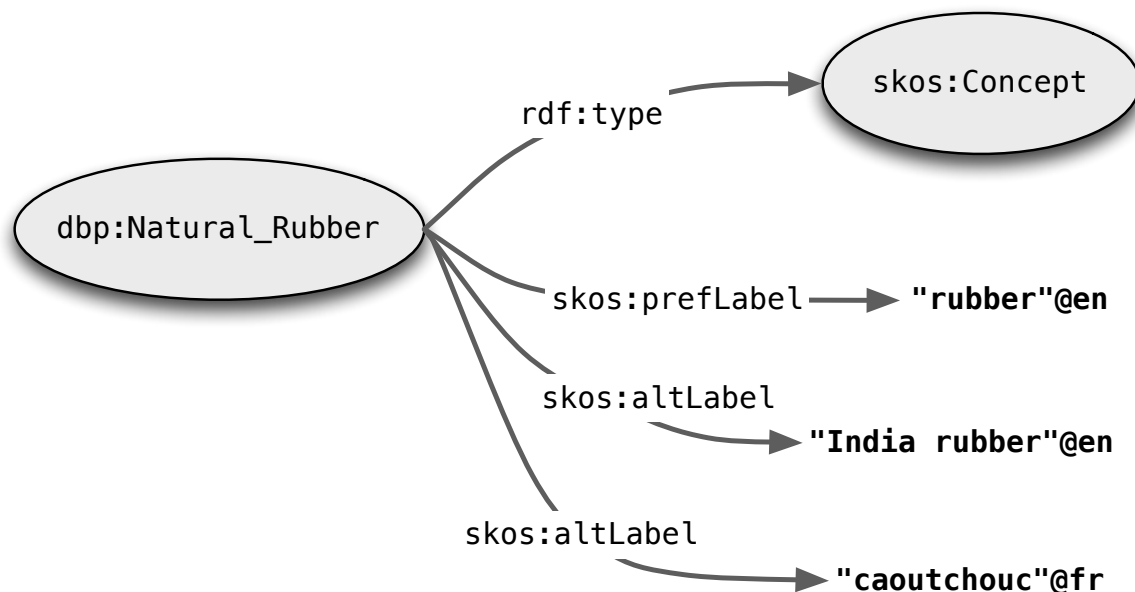 skos:Concept
rdf:type
dbp:Natural_Rubber
skos:prefLabel
"rubber"@en
skos:altLabel
"India rubber"@en
skos:altLabel
"caoutchouc"@fr